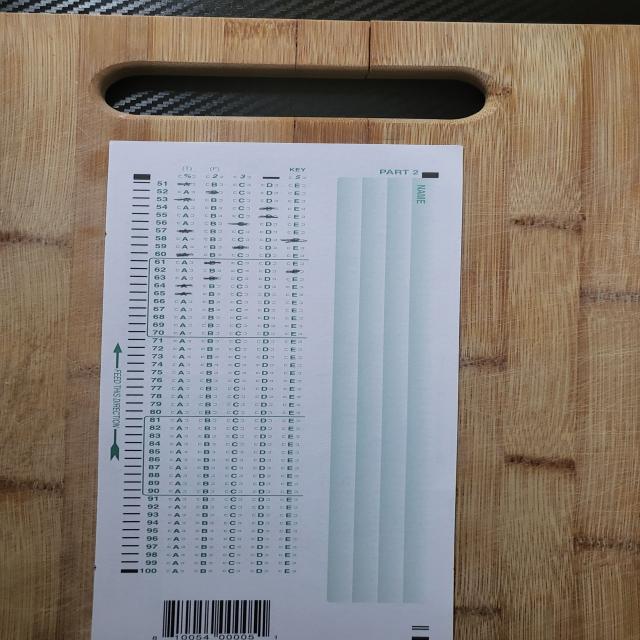 (T) (F) KEY PART 2
% 2 3 5
NAME
51 A B C D E
52 A B C D E
53 A B C D E
54 A B C D E
55 A B C D E
56 A B C D E
57 A B C D E
58 A B C D E
59 A B C D E
60 A B C D E
61 A B C D E
62 A B C D E
63 A B C D E
64 A B C D E
65 A B C D E
66 A B C D E
67 A B C D E
68 A B C D E
69 A B C D E
70 A B C D E
71 A B C D E
72 A B C D E
73 A B C D E
74 A B C D E
75 A B C D E
76 A B C D E
77 A B C D E
78 A B C D E
79 A B C D E
80 A B C D E
81 A B C D E
82 A B C D E
83 A B C D E
84 A B C D E
85 A B C D E
86 A B C D E
87 A B C D E
88 A B C D E
89 A B C D E
90 A B C D E
91 A B C D E
92 A B C D E
93 A B C D E
94 A B C D E
95 A B C D E
96 A B C D E
97 A B C D E
98 A B C D E
99 A B C D E
100 A B C D E
FEED THIS DIRECTION
8 10054 00005 1